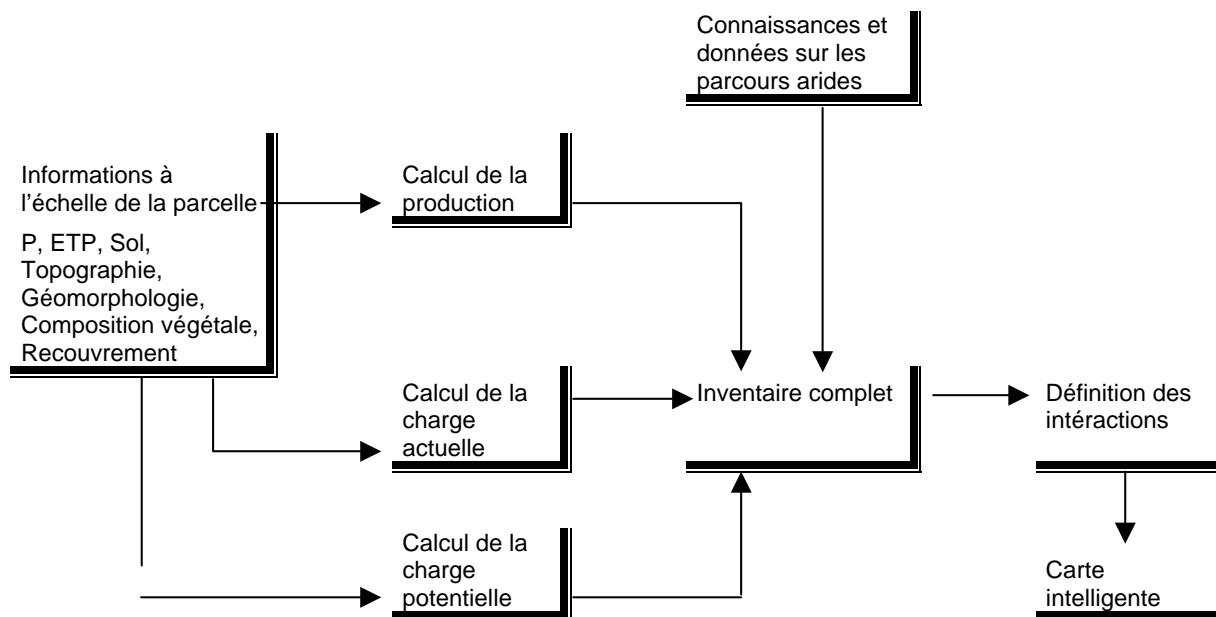 Connaissances et
données sur les
parcours arides
Informations à
l'échelle de la parcelle
P, ETP, Sol,
Topographie,
Géomorphologie,
Composition végétale,
Recouvrement
Calcul de la
production
Calcul de la
charge
actuelle
Inventaire complet
Définition des
intéractions
Calcul de la
charge
potentielle
Carte
intelligente